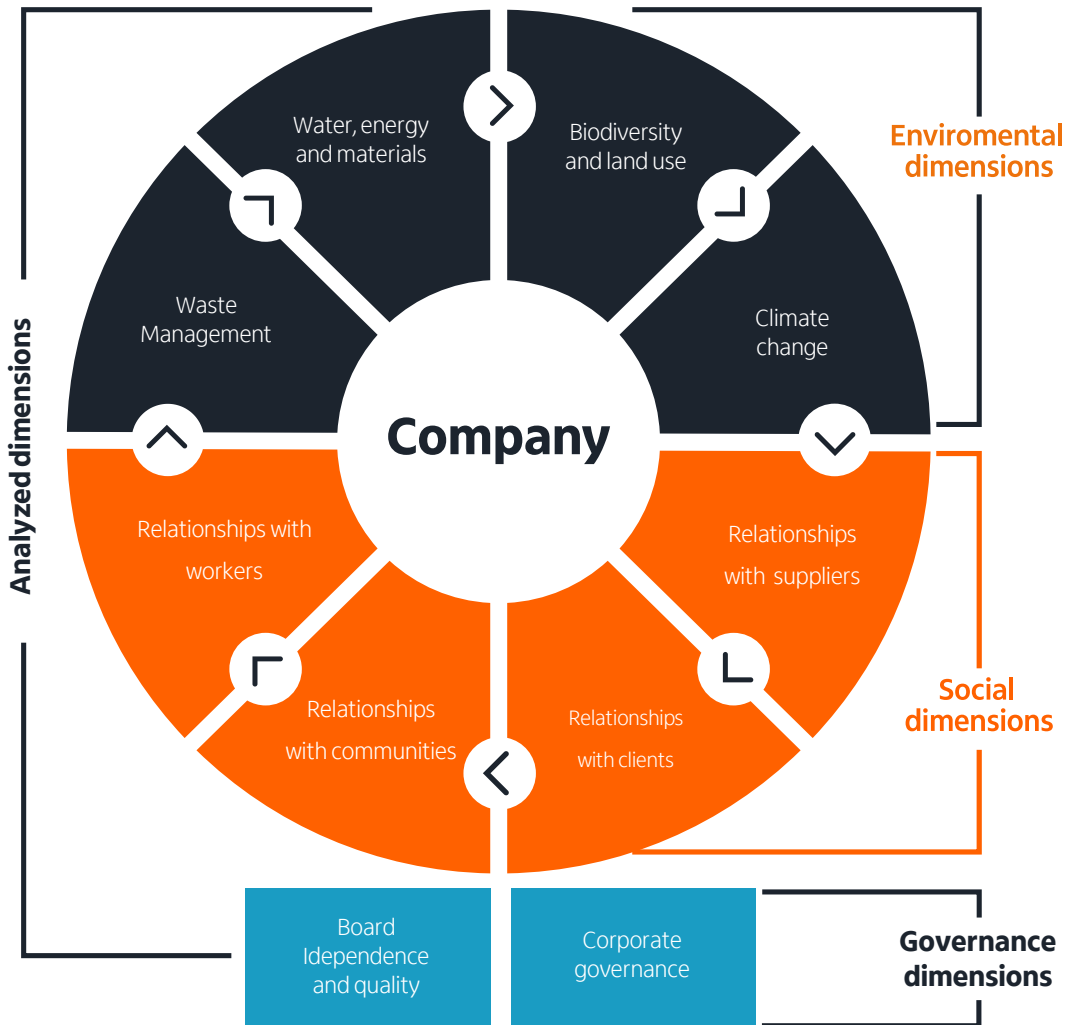 Water, energy
and materials
Biodiversity
and land use
Enviromental
dimensions
Waste
Management
Climate
change
Analyzed dimensions
Company
Relationships with
workers
Relationships
with suppliers
Relationships
with communities
Relationships
with clients
Social
dimensions
Board
Idependence
and quality
Corporate
governance
Governance
dimensions